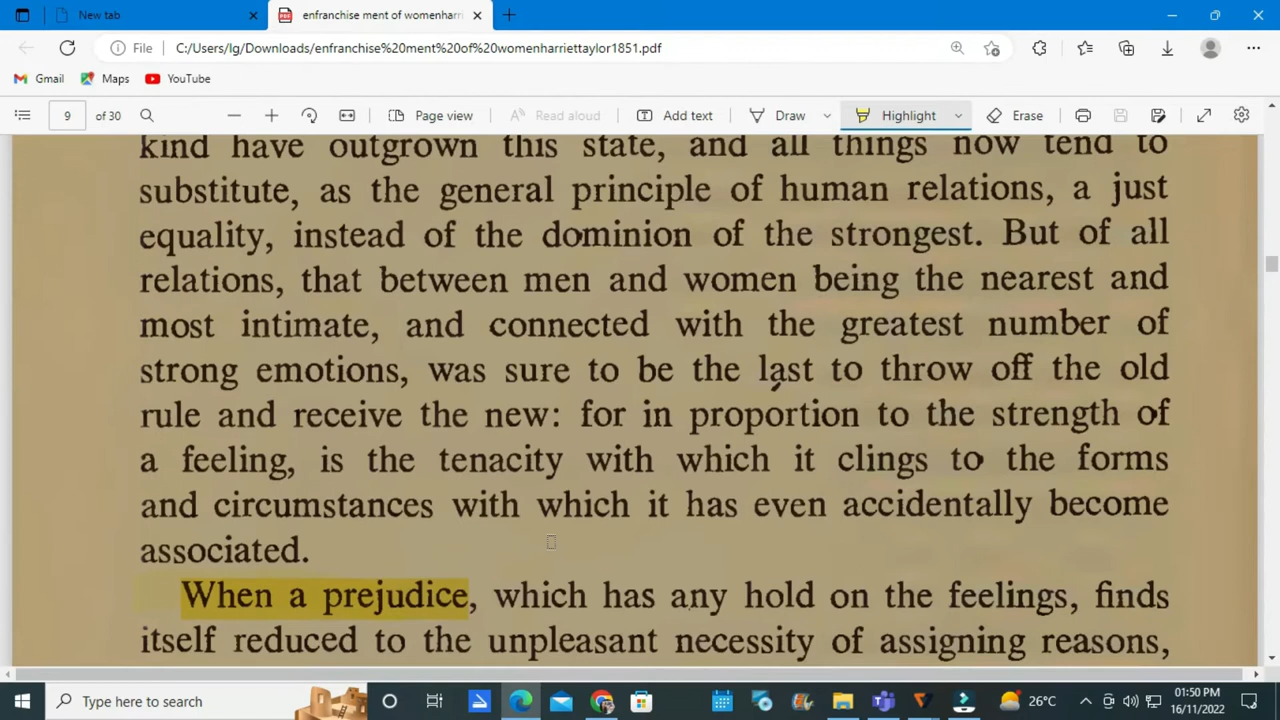 New tab
enfranchise ment of womenharri
File
C:/Users/lg/Downloads/enfranchise%20ment%20of%20womenharriettaylor1851.pdf
Gmail
Maps
YouTube
9
of 30
Page view
Read aloud
Add text
Draw
Highlight
Erase
kind have outgrown this state, and all things now tend to
substitute, as the general principle of human relations, a just
equality, instead of the dominion of the strongest. But of all
relations, that between men and women being the nearest and
most intimate, and connected with the greatest number of
strong emotions, was sure to be the last to throw off the old
rule and receive the new: for in proportion to the strength of
a feeling, is the tenacity with which it clings to the forms
and circumstances with which it has even accidentally become
associated.
When a prejudice, which has any hold on the feelings, finds
itself reduced to the unpleasant necessity of assigning reasons,
Type here to search
26°C
01:50 PM
16/11/2022